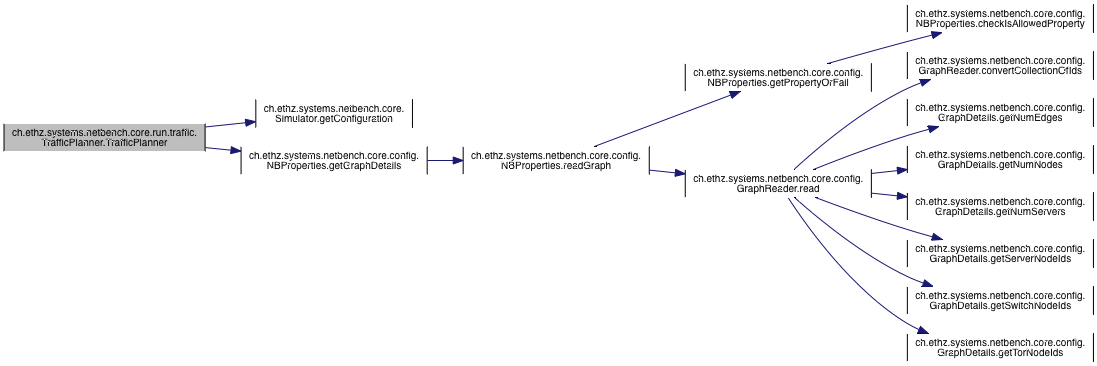 ch.ethz.systems.netbench.core.run.traffic.
TrafficPlanner.TrafficPlanner
ch.ethz.systems.netbench.core.
Simulator.getConfiguration
ch.ethz.systems.netbench.core.config.
NBProperties.getGraphDetails
ch.ethz.systems.netbench.core.config.
NBProperties.readGraph
ch.ethz.systems.netbench.core.config.
NBProperties.getPropertyOrFail
ch.ethz.systems.netbench.core.config.
GraphReader.read
ch.ethz.systems.netbench.core.config.
NBProperties.checkIsAllowedProperty
ch.ethz.systems.netbench.core.config.
GraphReader.convertCollectionOfIds
ch.ethz.systems.netbench.core.config.
GraphDetails.getNumEdges
ch.ethz.systems.netbench.core.config.
GraphDetails.getNumNodes
ch.ethz.systems.netbench.core.config.
GraphDetails.getNumServers
ch.ethz.systems.netbench.core.config.
GraphDetails.getServerNodeIds
ch.ethz.systems.netbench.core.config.
GraphDetails.getSwitchNodeIds
ch.ethz.systems.netbench.core.config.
GraphDetails.getTorNodeIds